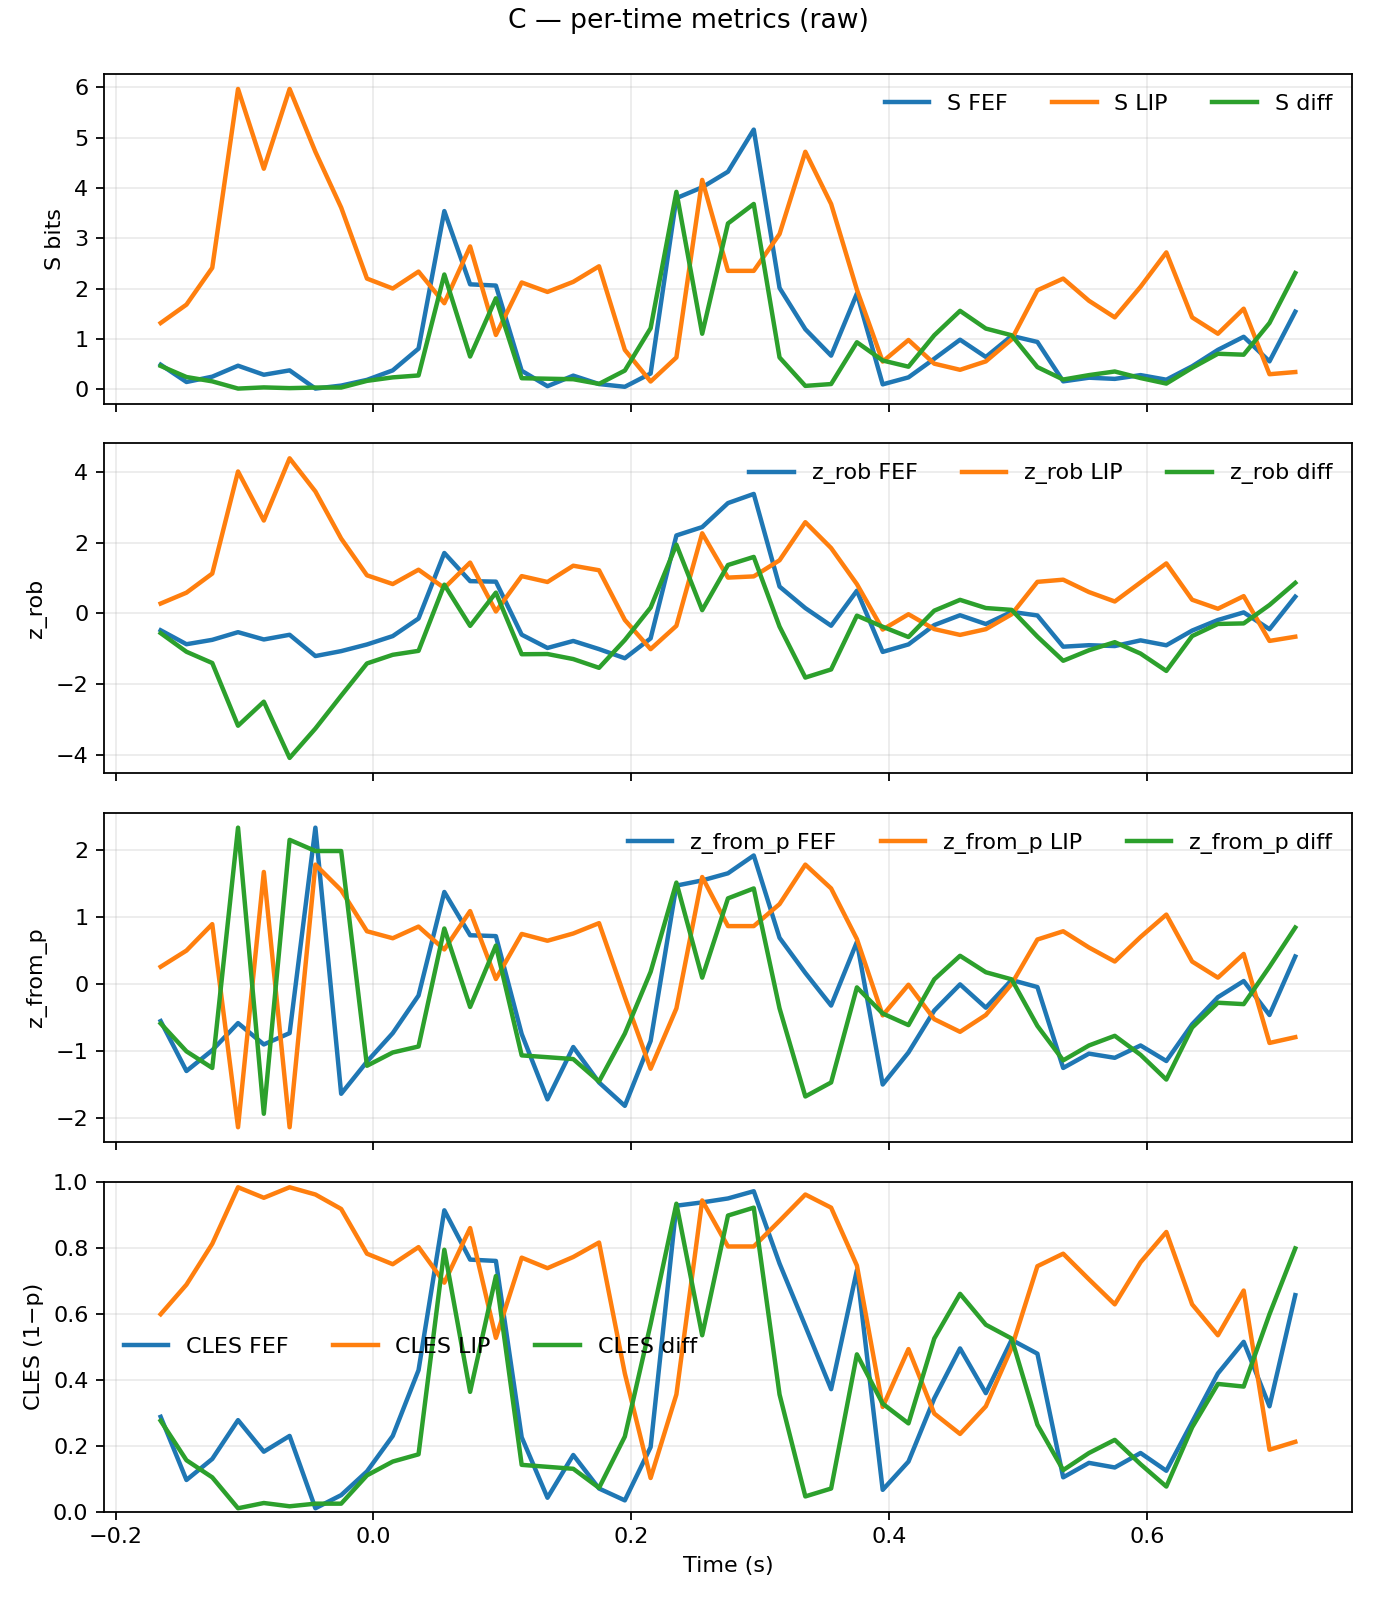 C — per-time metrics (raw)
S FEF S LIP S diff
6
5
4
3
2
1
0
S bits
z_rob FEF z_rob LIP z_rob diff
4
2
0
−2
−4
z_rob
z_from_p FEF z_from_p LIP z_from_p diff
2
1
0
−1
−2
z_from_p
1.0
0.8
0.6
CLES FEF CLES LIP CLES diff
0.4
0.2
0.0
CLES (1−p)
−0.2 0.0 0.2 0.4 0.6
Time (s)